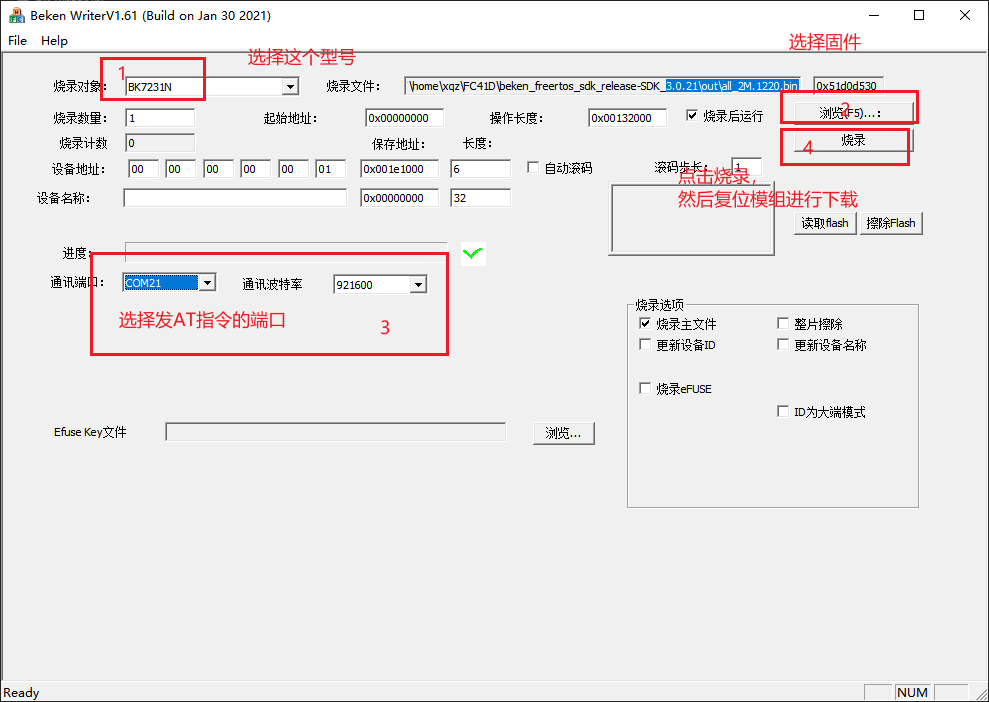 Beken WriterV1.61 (Build on Jan 30 2021)
File Help
选择这个型号
选择固件
烧录对象: 1 BK7231N 烧录文件: \home\xqz\FC41D\beken_freertos_sdk_release-SDK_3.0.21\out\all_2M.1220.bin 0x51d0d530
烧录数量: 1 起始地址: 0x00000000 操作长度: 0x00132000 烧录后运行 浏览(F5)...: 2
烧录计数 0 保存地址: 长度: 4 烧录
设备地址: 00 00 00 00 00 01 0x001e1000 6 自动滚码 滚码步长: 1
点击烧录,
然后复位模组进行下载
设备名称: 0x00000000 32
读取flash 擦除Flash
进度:
通讯端口: COM21 通讯波特率 921600
选择发AT指令的端口 3
烧录选项
烧录主文件 整片擦除
更新设备ID 更新设备名称
烧录eFUSE
ID为大端模式
Efuse Key文件 浏览...
Ready NUM